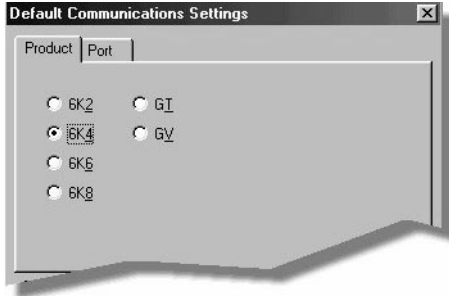 Default Communications Settings
Product Port
6K2 GT
6K4 GV
6K6
6K8